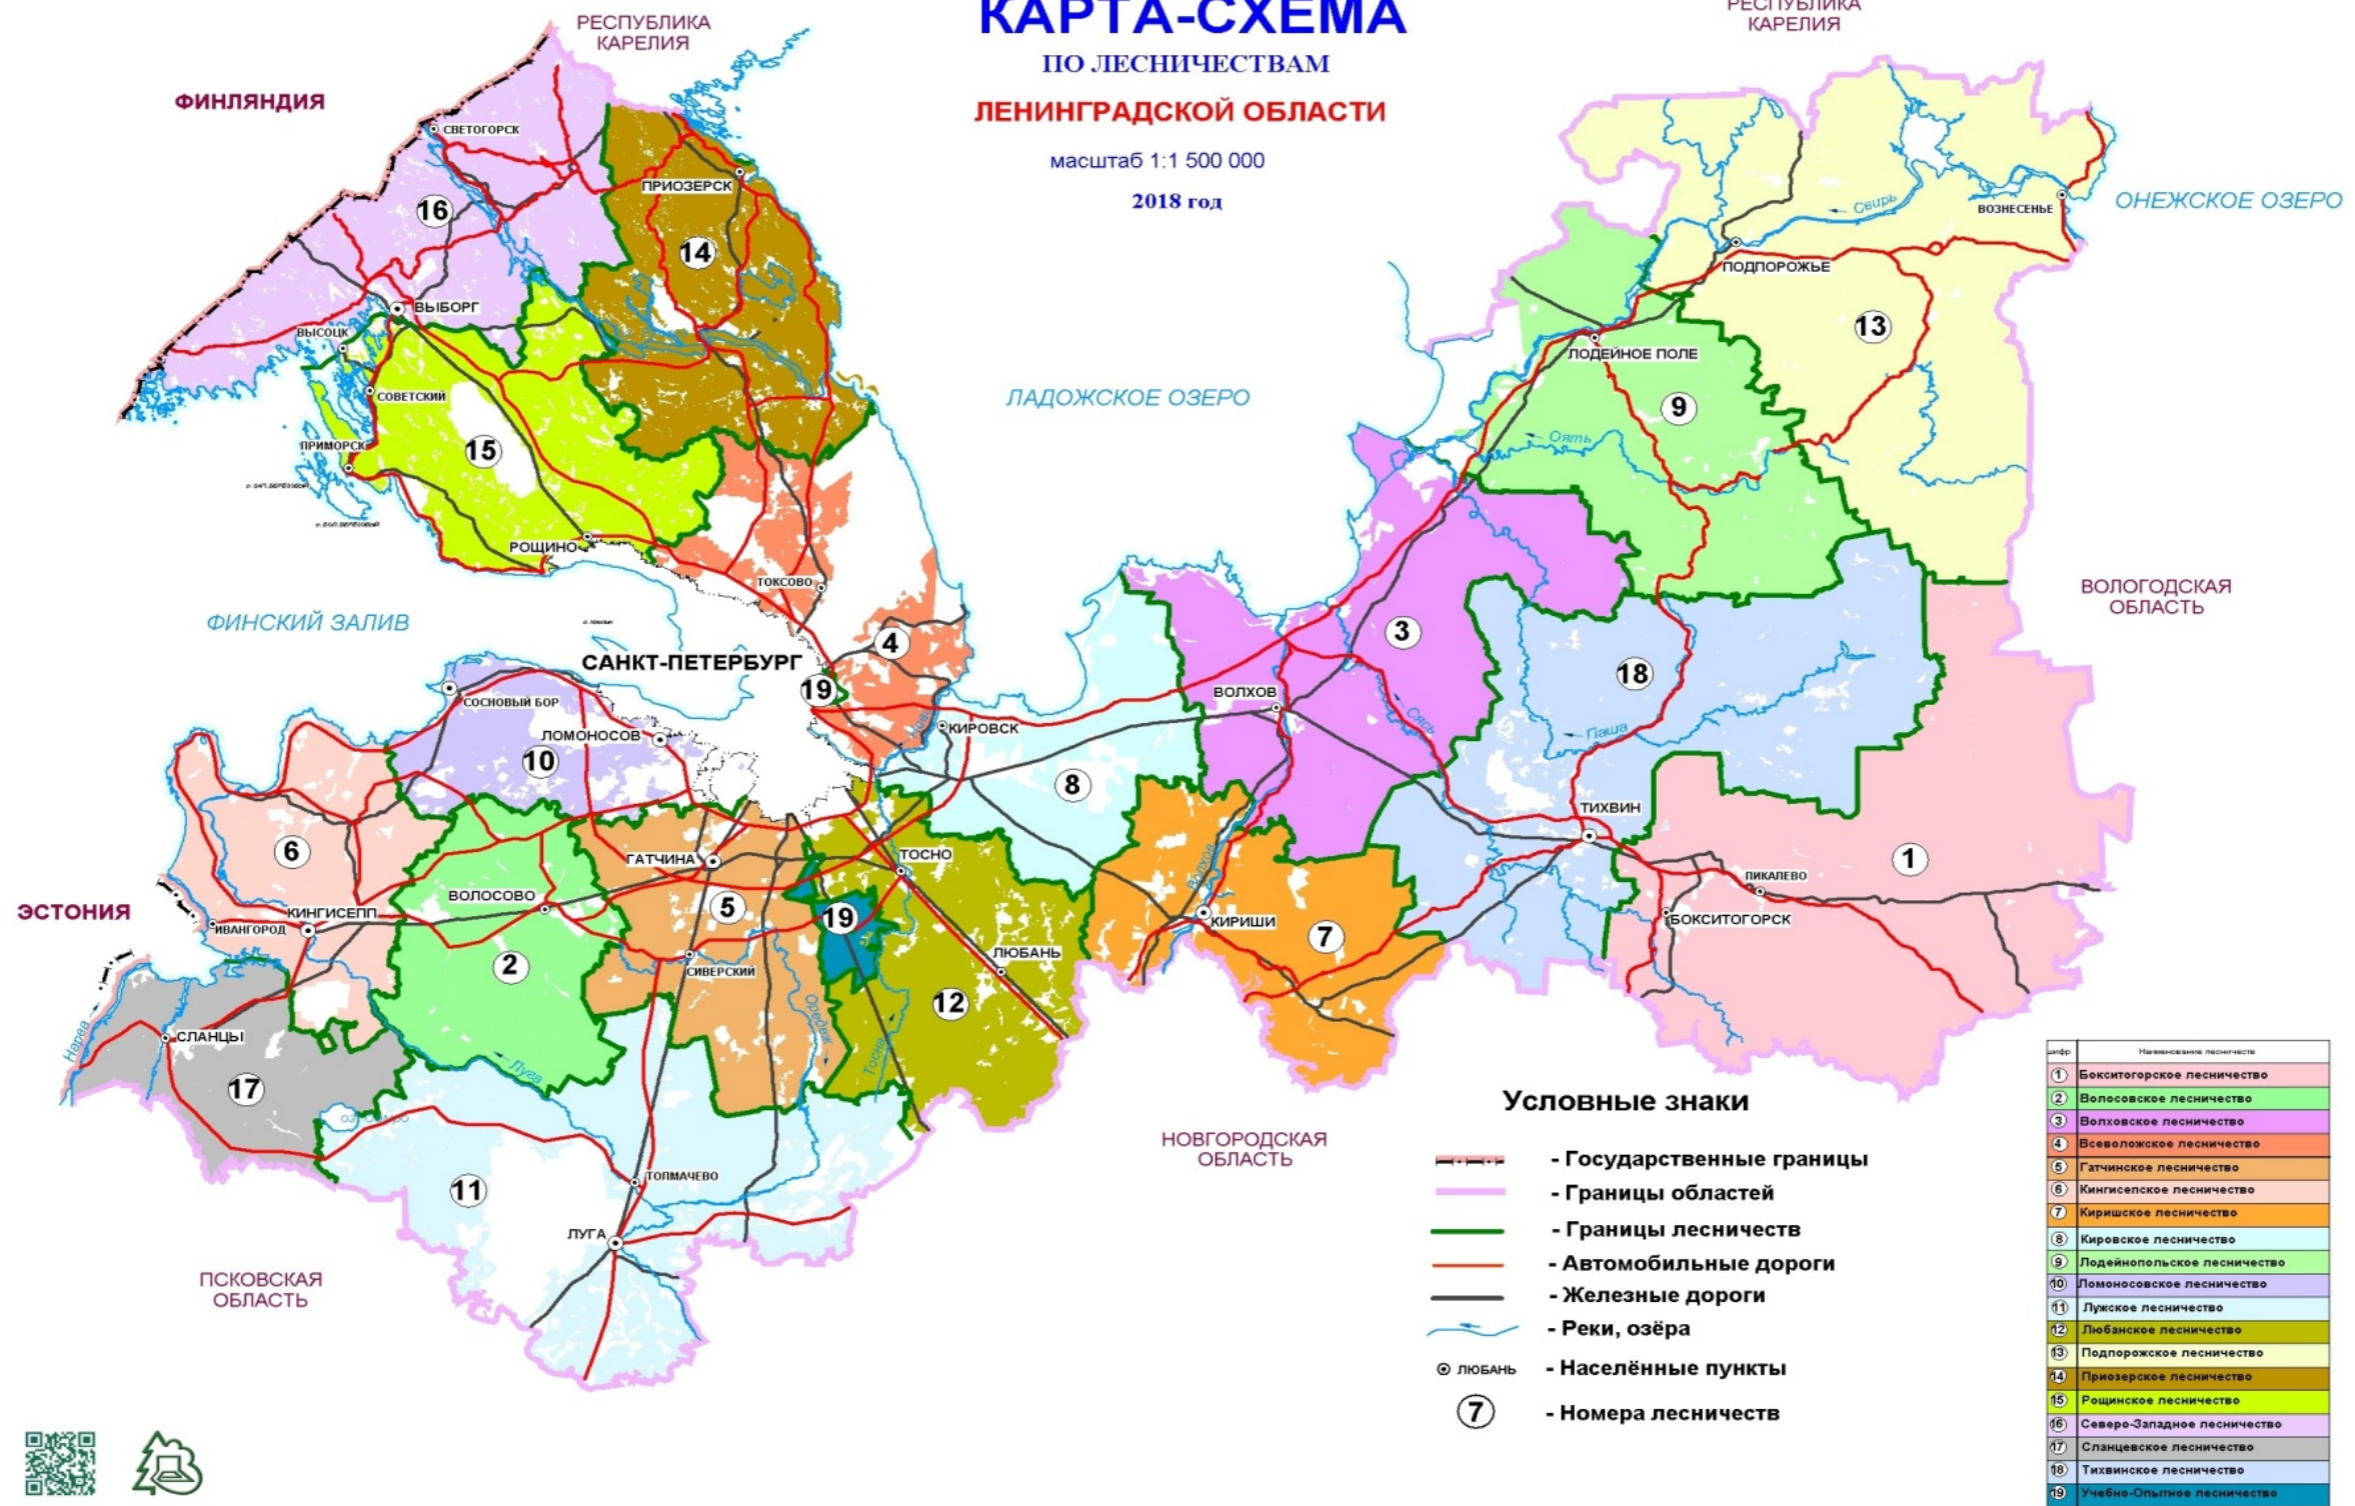 КАРТА-СХЕМА
ПО ЛЕСНИЧЕСТВАМ
ЛЕНИНГРАДСКОЙ ОБЛАСТИ
масштаб 1:1 500 000
2018 год
РЕСПУБЛИКА
КАРЕЛИЯ
РЕСПУБЛИКА
КАРЕЛИЯ
ФИНЛЯНДИЯ
СВЕТОГОРСК
16
ПРИОЗЕРСК
14
ВЫБОРГ
ВЫСОЦК
СОВЕТСКИЙ
ПРИМОРСК
15
РОЩИНО
ТОКСОВО
ЛАДОЖСКОЕ ОЗЕРО
ОНЕЖСКОЕ ОЗЕРО
Свирь
ВОЗНЕСЕНЬЕ
ПОДПОРОЖЬЕ
13
ЛОДЕЙНОЕ ПОЛЕ
9
Оять
ВОЛОГОДСКАЯ
ОБЛАСТЬ
ФИНСКИЙ ЗАЛИВ
САНКТ-ПЕТЕРБУРГ
4
19
3
18
СОСНОВЫЙ БОР
ЛОМОНОСОВ
10
КИРОВСК
ВОЛХОВ
Сясь
Паша
8
ТИХВИН
6
ГАТЧИНА
ТОСНО
Волхов
1
ПИКАЛЕВО
БОКСИТОГОРСК
ЭСТОНИЯ
ВОЛОСОВО
КИНГИСЕПП
ИВАНГОРОД
5
19
КИРИШИ
7
2
СИВЕРСКИЙ
ЛЮБАНЬ
12
Оредеж
Тосна
Нарва
СЛАНЦЫ
17
Луга
11
ТОЛМАЧЕВО
ЛУГА
НОВГОРОДСКАЯ
ОБЛАСТЬ
ПСКОВСКАЯ
ОБЛАСТЬ
Условные знаки
- Государственные границы
- Границы областей
- Границы лесничеств
- Автомобильные дороги
- Железные дороги
- Реки, озёра
ЛЮБАНЬ - Населённые пункты
7 - Номера лесничеств
шифр Наименование лесничеств
1 Бокситогорское лесничество
2 Волосовское лесничество
3 Волховское лесничество
4 Всеволожское лесничество
5 Гатчинское лесничество
6 Кингисепское лесничество
7 Киришское лесничество
8 Кировское лесничество
9 Лодейнопольское лесничество
10 Ломоносовское лесничество
11 Лужское лесничество
12 Любанское лесничество
13 Подпорожское лесничество
14 Приозерское лесничество
15 Рощинское лесничество
16 Северо-Западное лесничество
17 Сланцевское лесничество
18 Тихвинское лесничество
19 Учебно-Опытное лесничество